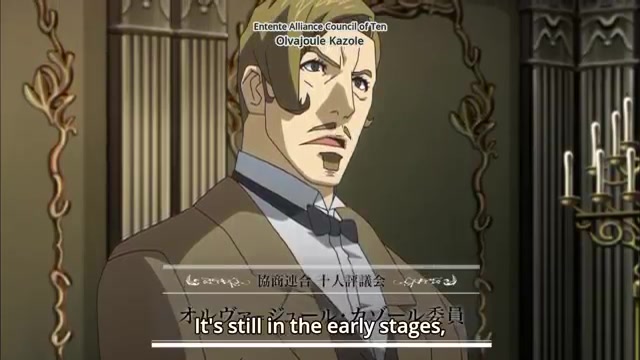 Entente Alliance Council of Ten
Olvajoule Kazole
協商連合 十人評議会
オルヴァージュール・カゾール委員
It's still in the early stages,